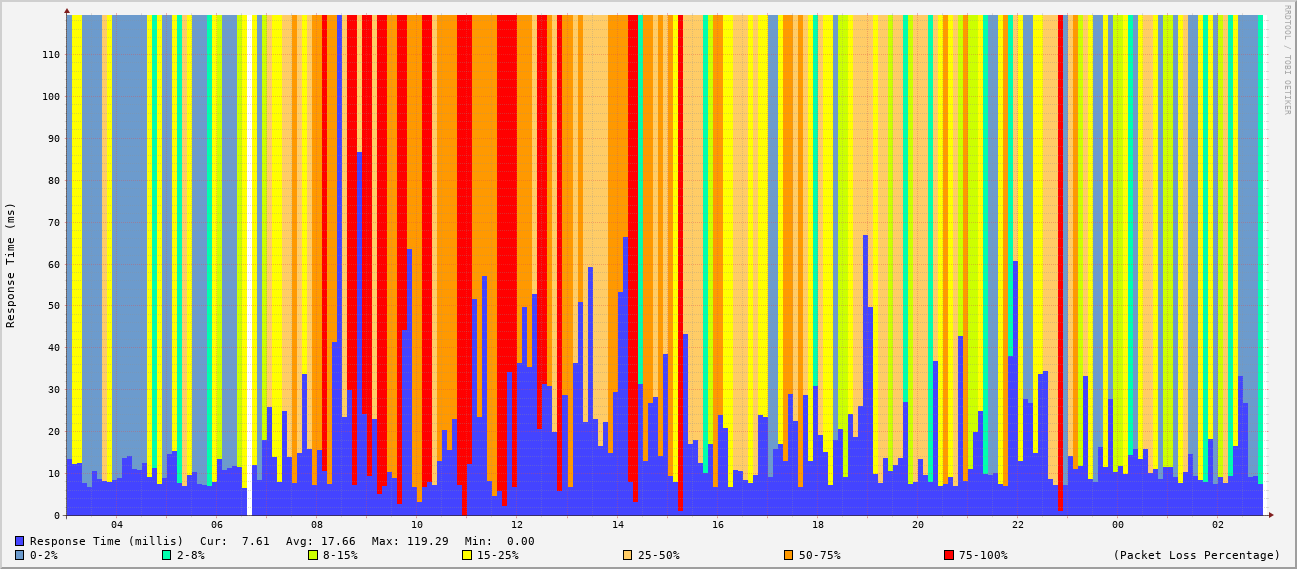 RRDTOOL / TOBI OETIKER
Response Time (ms)
110
100
90
80
70
60
50
40
30
20
10
0
04 06 08 10 12 14 16 18 20 22 00 02
Response Time (millis) Cur: 7.61 Avg: 17.66 Max: 119.29 Min: 0.00
0-2% 2-8% 8-15% 15-25% 25-50% 50-75% 75-100% (Packet Loss Percentage)